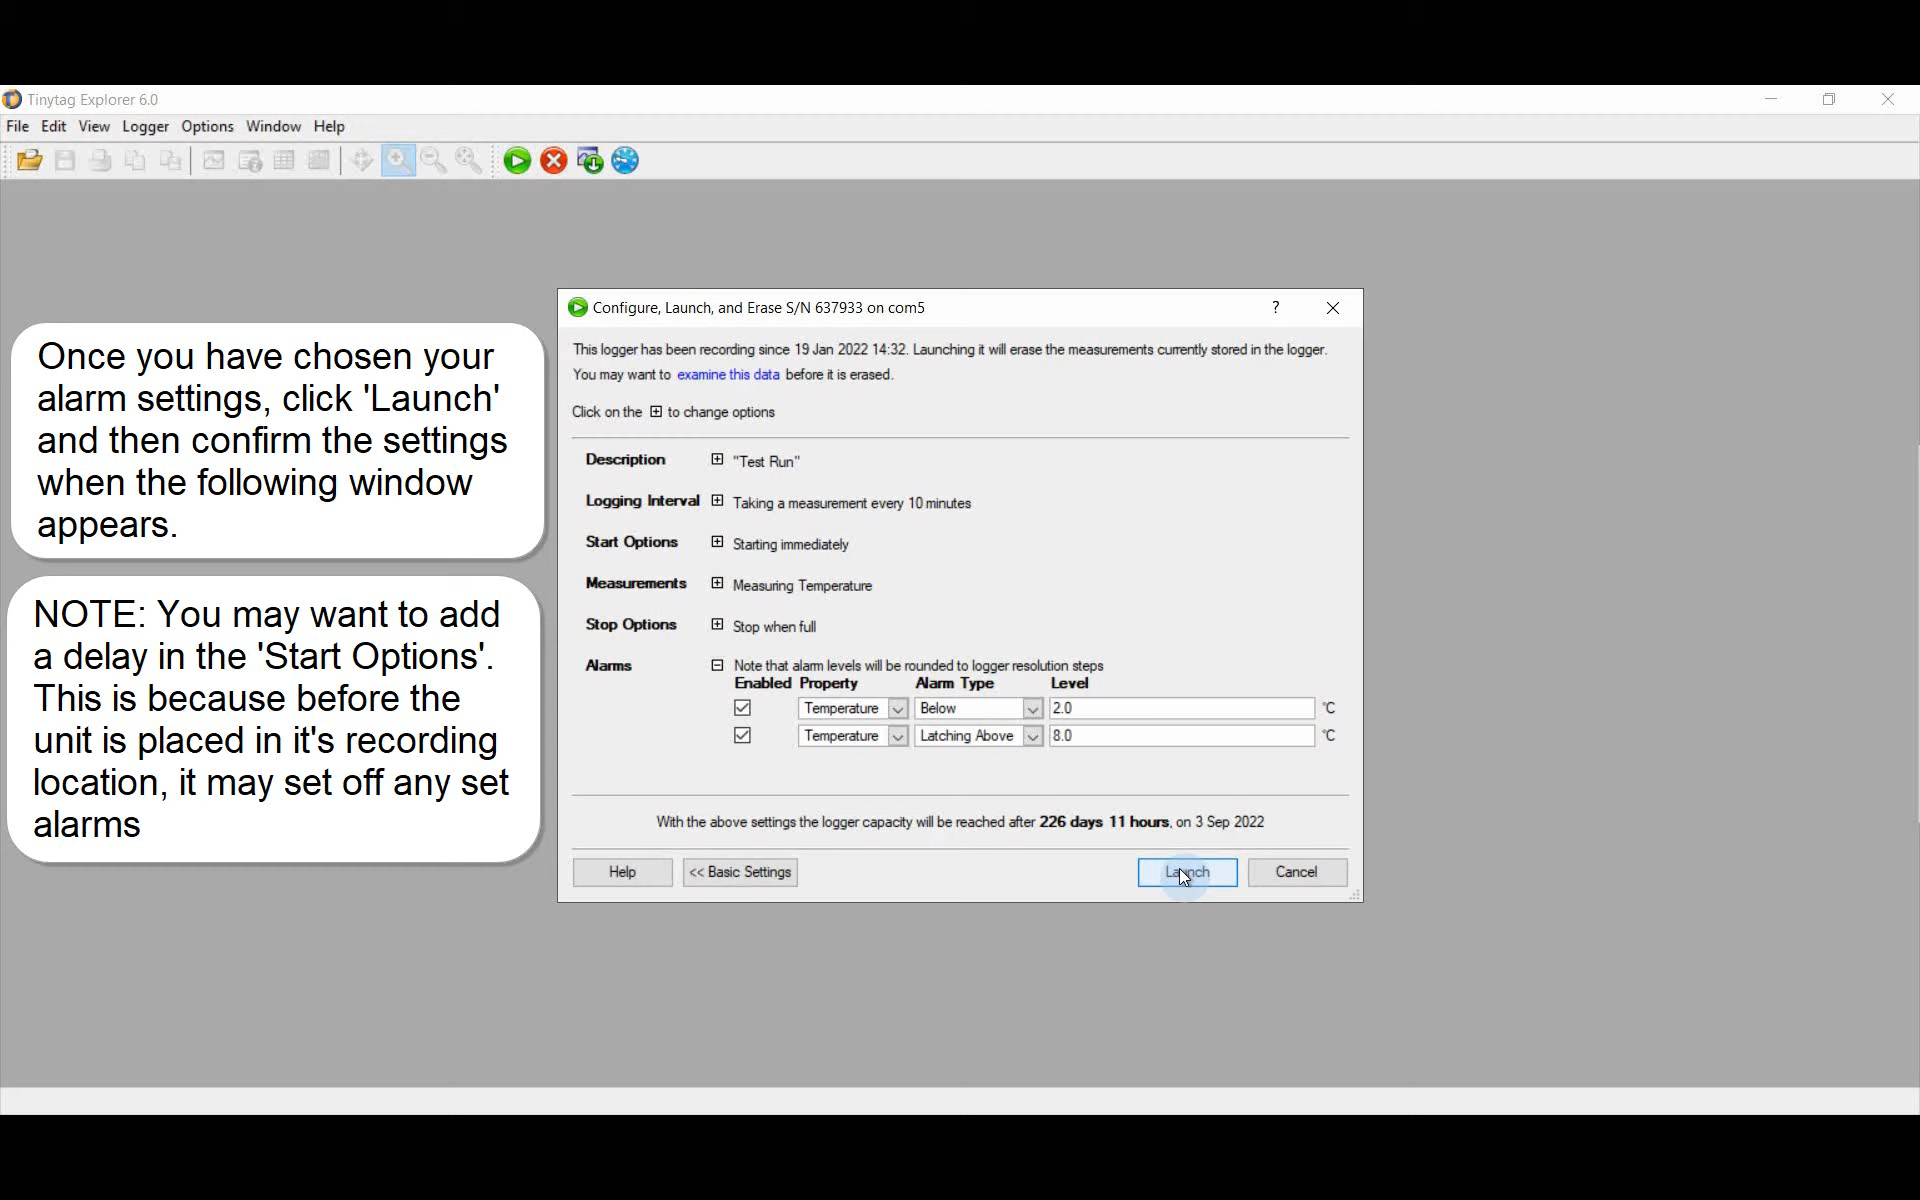 Tinytag Explorer 6.0
File Edit View Logger Options Window Help
Once you have chosen your
alarm settings, click 'Launch'
and then confirm the settings
when the following window
appears.
NOTE: You may want to add
a delay in the 'Start Options'.
This is because before the
unit is placed in it's recording
location, it may set off any set
alarms
Configure, Launch, and Erase S/N 637933 on com5
?
This logger has been recording since 19 Jan 2022 14:32. Launching it will erase the measurements currently stored in the logger.
You may want to examine this data before it is erased.
Click on the ⊞ to change options
Description "Test Run"
Logging Interval Taking a measurement every 10 minutes
Start Options Starting immediately
Measurements Measuring Temperature
Stop Options Stop when full
Alarms Note that alarm levels will be rounded to logger resolution steps
Enabled Property Alarm Type Level
Temperature Below 2.0 °C
Temperature Latching Above 8.0 °C
With the above settings the logger capacity will be reached after 226 days 11 hours, on 3 Sep 2022
Help << Basic Settings Launch Cancel